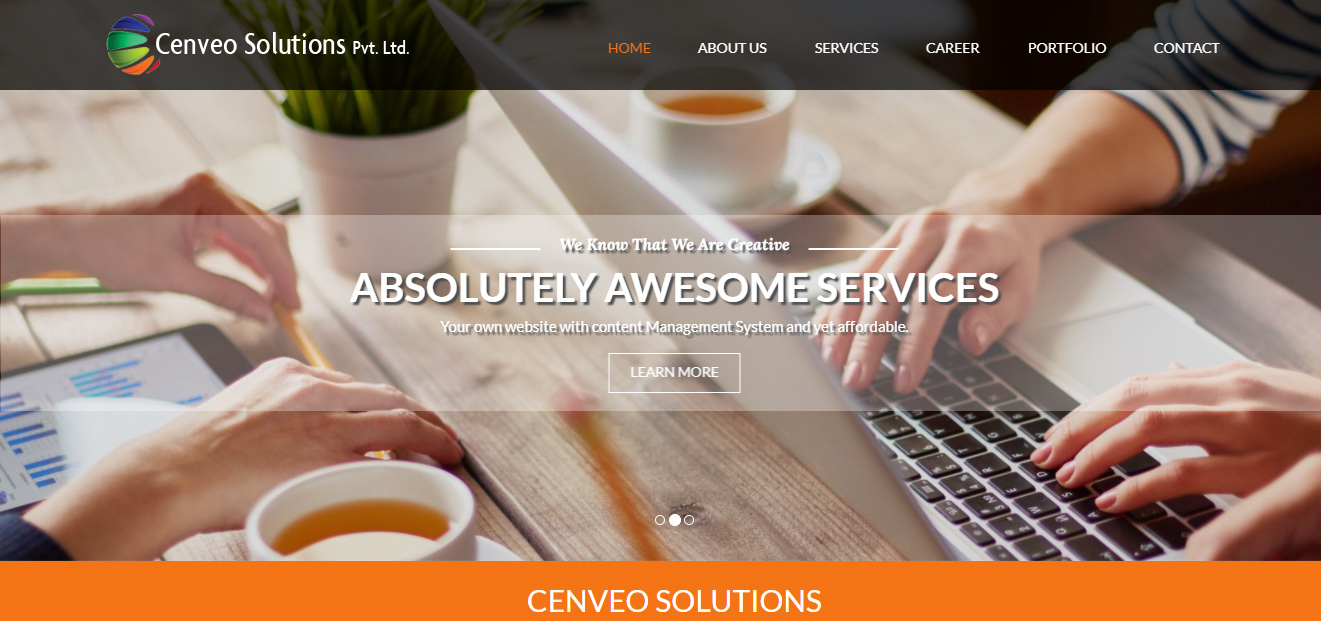 Cenveo Solutions Pvt. Ltd.
HOME ABOUT US SERVICES CAREER PORTFOLIO CONTACT
We Know That We Are Creative
ABSOLUTELY AWESOME SERVICES
Your own website with content Management System and yet affordable.
LEARN MORE
CENVEO SOLUTIONS